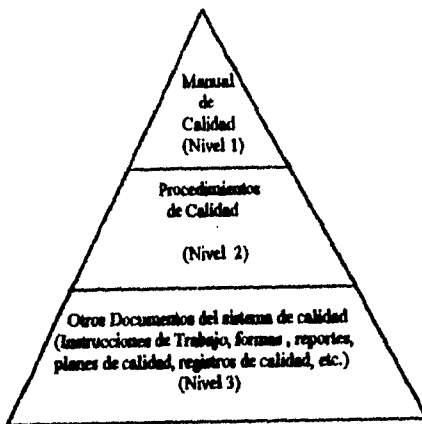 Manual
de
Calidad
(Nivel 1)
Procedimientos
de Calidad
(Nivel 2)
Otros Documentos del sistema de calidad
(Instrucciones de Trabajo, formas , reportes,
planes de calidad, registros de calidad, etc.)
(Nivel 3)